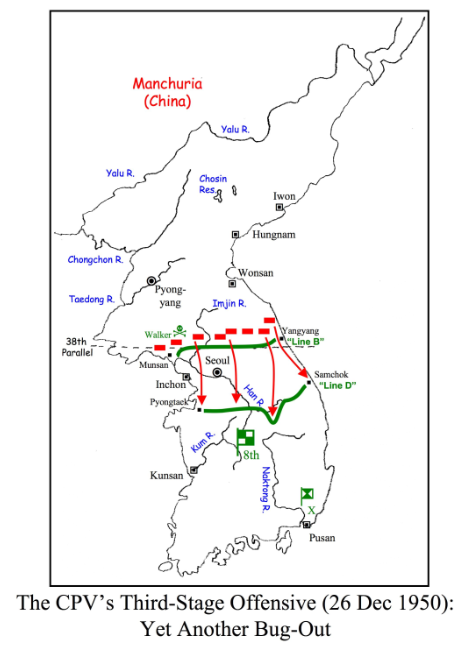 Manchuria
(China)
Yalu R.
Yalu R.
Chosin
Res.
Iwon
Hungnam
Chongchon R.
Wonsan
Pyong-
yang
Taedong R.
Imjin R.
Walker
Yangyang
38th
Parallel
"Line B"
Munsan
Seoul
Samchok
Inchon
"Line D"
Han R.
Pyongtaek
Kum R.
8th
Kunsan
Naktong R.
X
Pusan
The CPV's Third-Stage Offensive (26 Dec 1950):
Yet Another Bug-Out